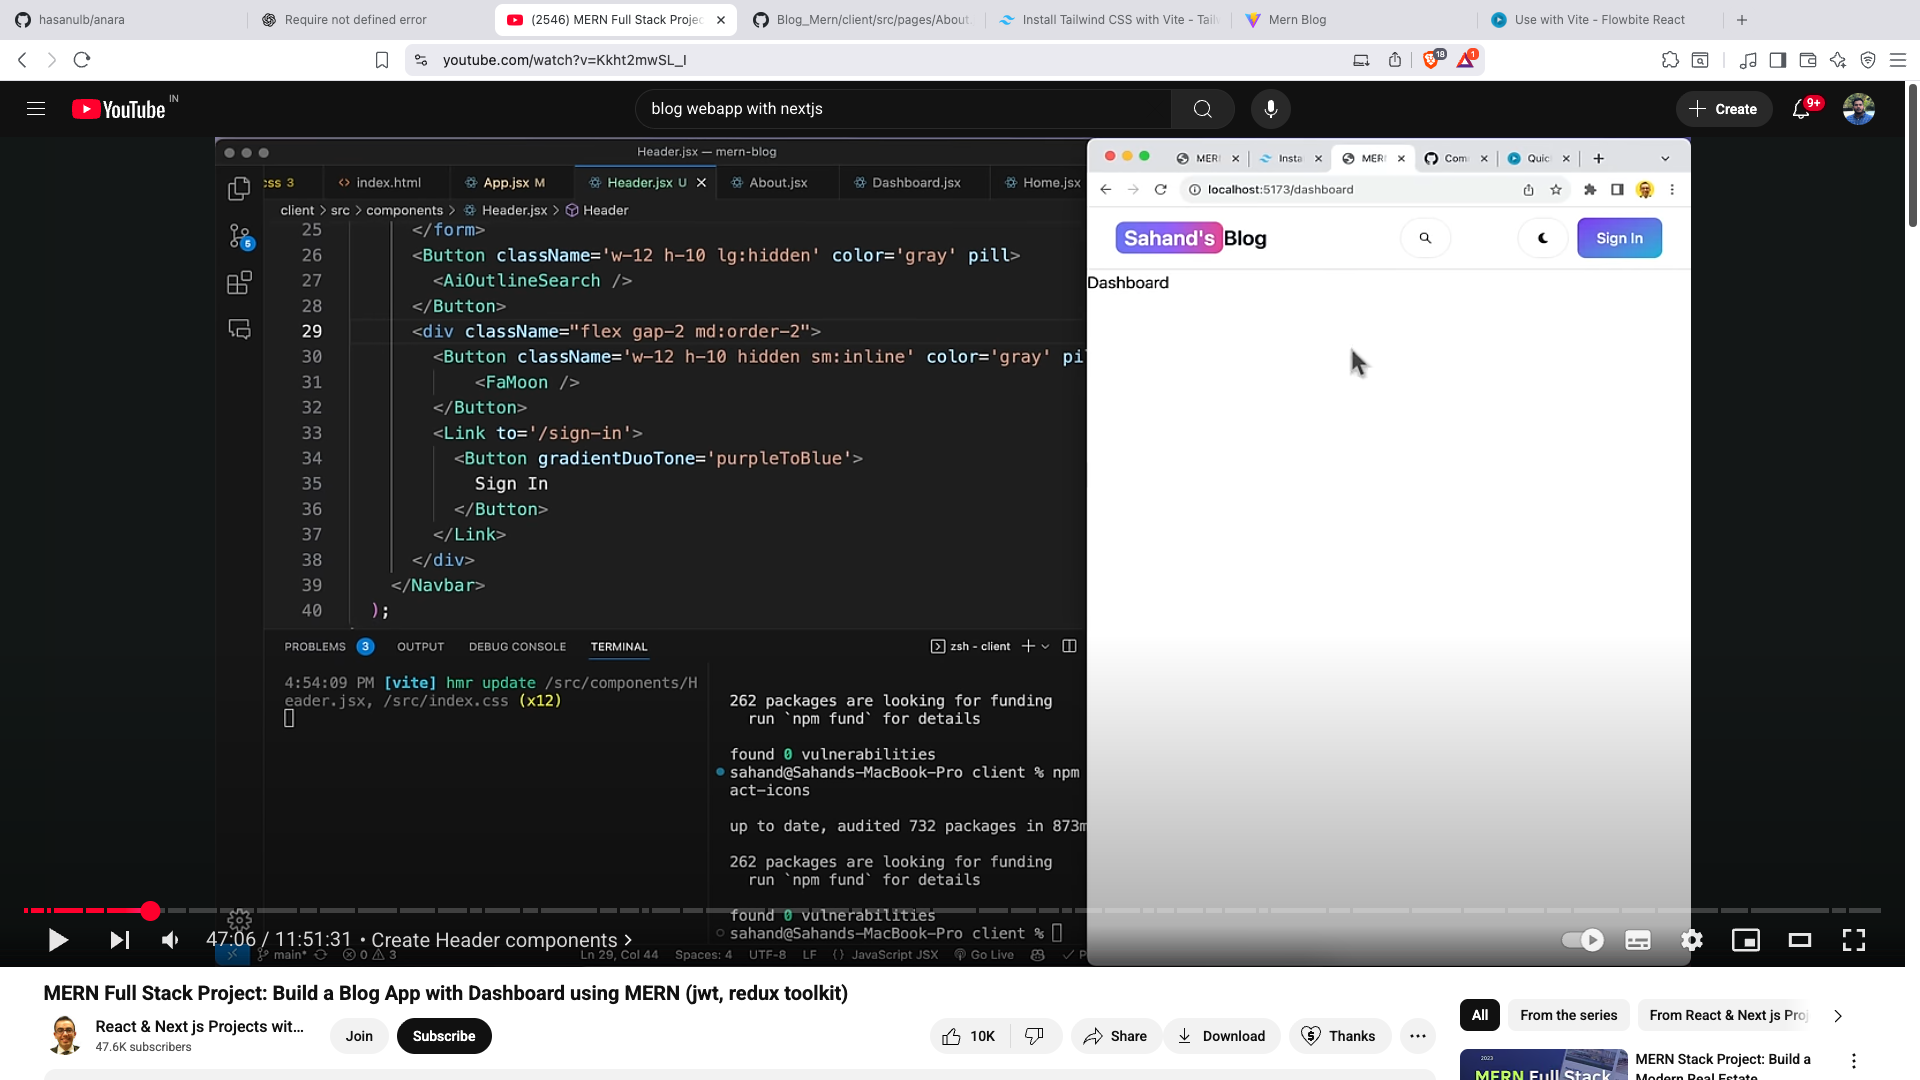 hasanulb/anara
Require not defined error
(2546) MERN Full Stack Projec
Blog_Mern/client/src/pages/About.
Install Tailwind CSS with Vite - Tail
Mern Blog
Use with Vite - Flowbite React
youtube.com/watch?v=Kkht2mwSL_I
18
1
YouTube IN
blog webapp with nextjs
Create
9+
Header.jsx — mern-blog
css 3
index.html
App.jsx M
Header.jsx U
About.jsx
Dashboard.jsx
Home.jsx
client > src > components > Header.jsx > Header
5
25 </form>
26 <Button className='w-12 h-10 lg:hidden' color='gray' pill>
27 <AiOutlineSearch />
28 </Button>
29 <div className="flex gap-2 md:order-2">
30 <Button className='w-12 h-10 hidden sm:inline' color='gray' pi
31 <FaMoon />
32 </Button>
33 <Link to='/sign-in'>
34 <Button gradientDuoTone='purpleToBlue'>
35 Sign In
36 </Button>
37 </Link>
38 </div>
39 </Navbar>
40 );
PROBLEMS 3 OUTPUT DEBUG CONSOLE TERMINAL
zsh - client
4:54:09 PM [vite] hmr update /src/components/H
eader.jsx, /src/index.css (x12)
262 packages are looking for funding
run `npm fund` for details
found 0 vulnerabilities
sahand@Sahands-MacBook-Pro client % npm
act-icons
up to date, audited 732 packages in 873m
262 packages are looking for funding
run `npm fund` for details
found 0 vulnerabilities
sahand@Sahands-MacBook-Pro client %
main* 0 3
Ln 29, Col 44 Spaces: 4 UTF-8 LF {} JavaScript JSX Go Live P
MERI
Insta
MERI
Com
Quic
localhost:5173/dashboard
Sahand's Blog
Sign In
Dashboard
47:06 / 11:51:31 • Create Header components >
MERN Full Stack Project: Build a Blog App with Dashboard using MERN (jwt, redux toolkit)
React & Next js Projects wit...
47.6K subscribers
Join
Subscribe
10K
Share
Download
Thanks
All
From the series
From React & Next js Proj
2023
MERN Full Stack
MERN Stack Project: Build a
Modern Real Estate